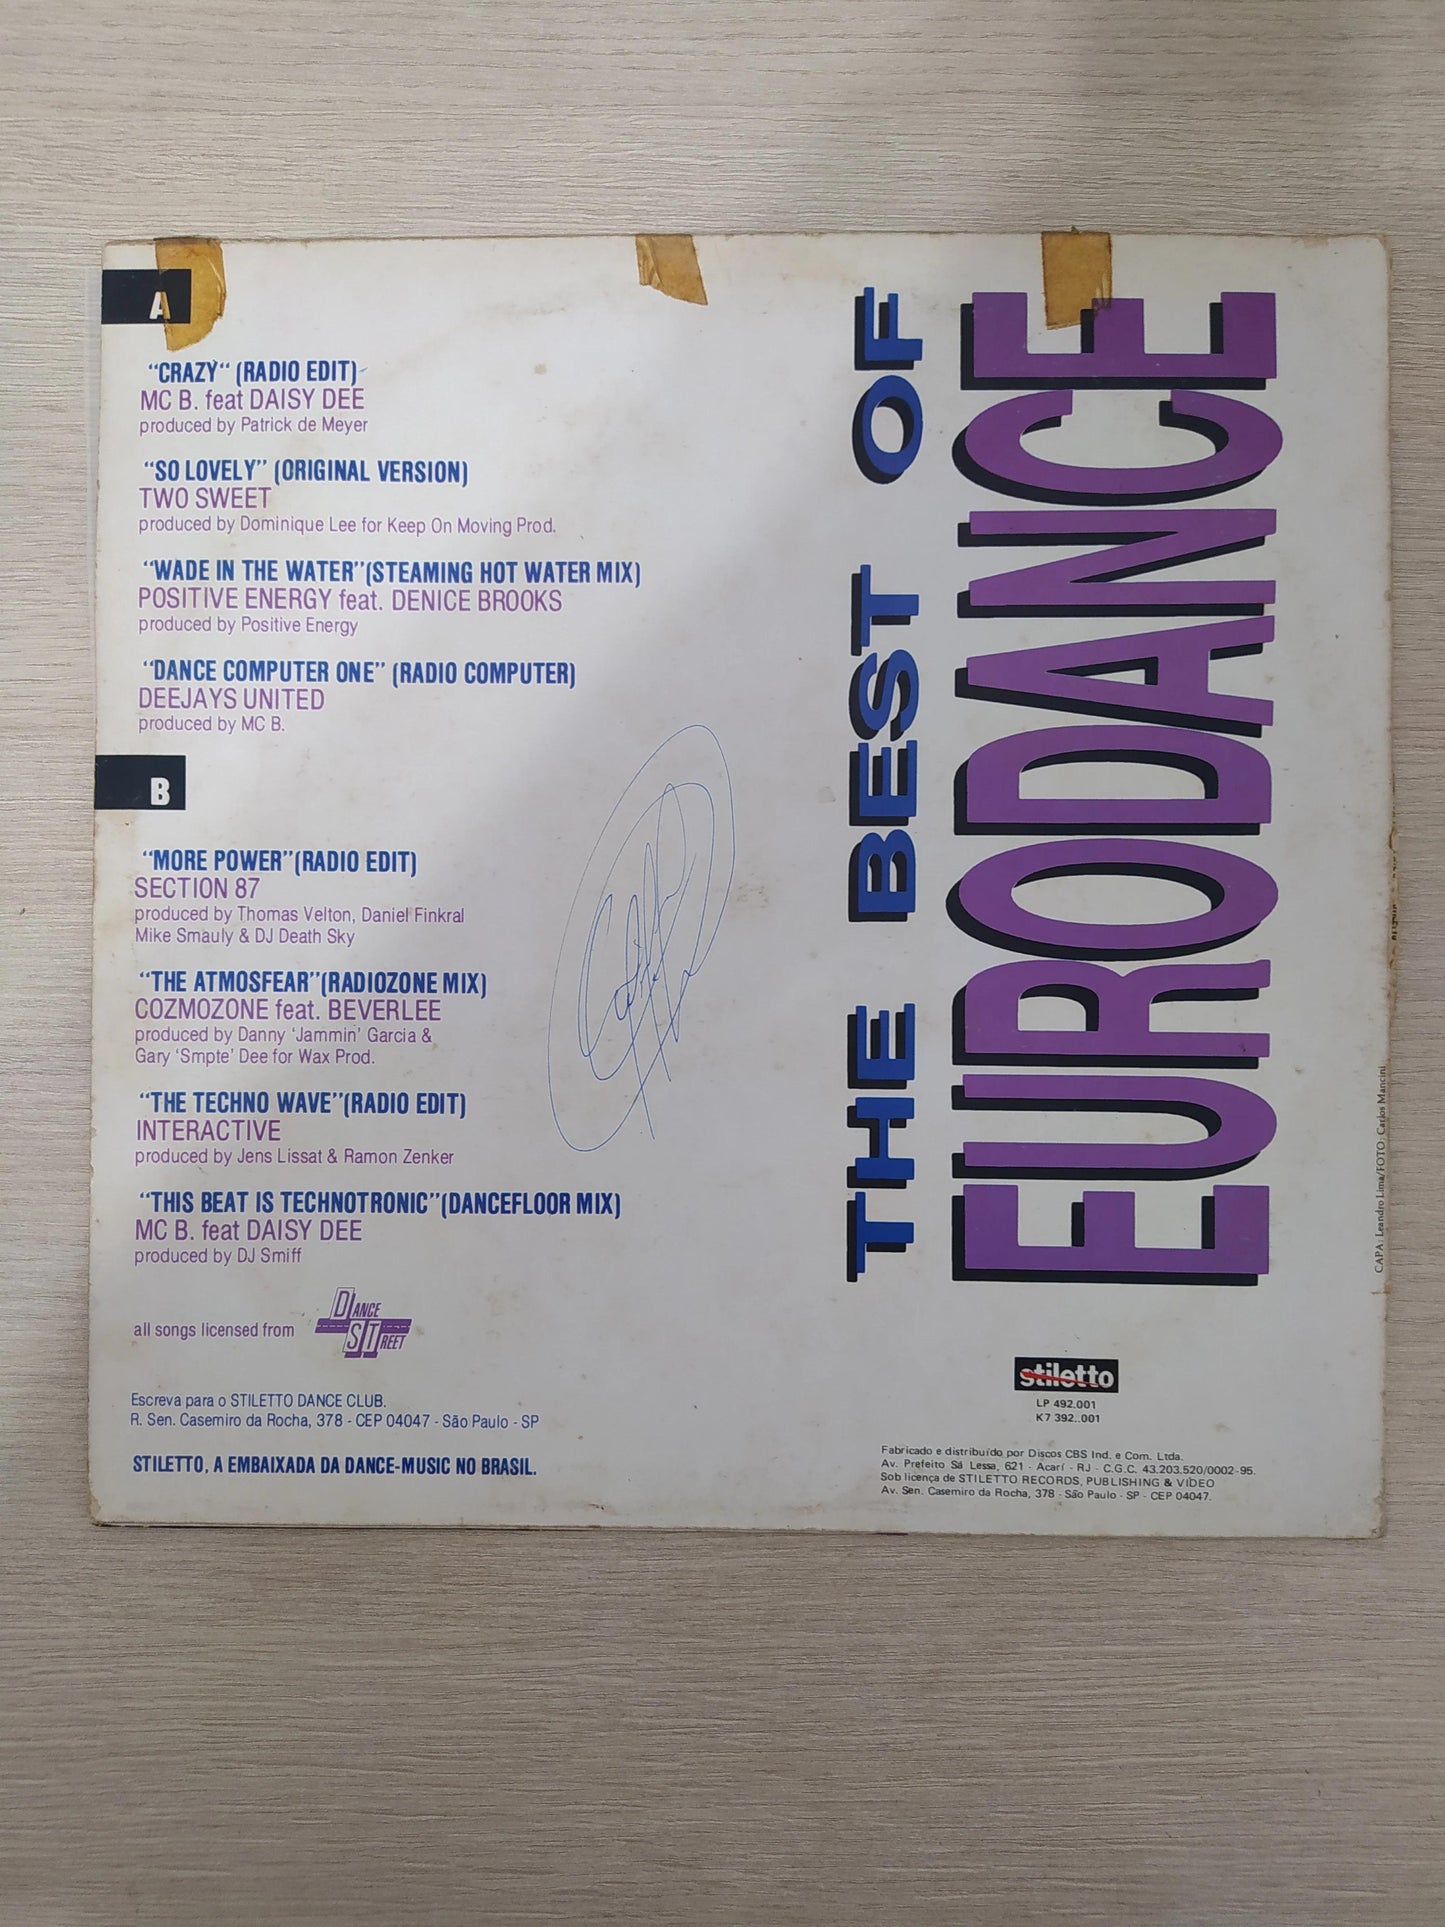 A
"CRAZY" (RADIO EDIT)
MC B. feat DAISY DEE
produced by Patrick de Meyer
"SO LOVELY" (ORIGINAL VERSION)
TWO SWEET
produced by Dominique Lee for Keep On Moving Prod.
"WADE IN THE WATER"(STEAMING HOT WATER MIX)
POSITIVE ENERGY feat. DENICE BROOKS
produced by Positive Energy
"DANCE COMPUTER ONE" (RADIO COMPUTER)
DEEJAYS UNITED
produced by MC B.
B
"MORE POWER"(RADIO EDIT)
SECTION 87
produced by Thomas Velton, Daniel Finkral
Mike Smauly & DJ Death Sky
"THE ATMOSFEAR"(RADIOZONE MIX)
COZMOZONE feat. BEVERLEE
produced by Danny 'Jammin' Garcia &
Gary 'Smpte' Dee for Wax Prod.
"THE TECHNO WAVE"(RADIO EDIT)
INTERACTIVE
produced by Jens Lissat & Ramon Zenker
"THIS BEAT IS TECHNOTRONIC"(DANCEFLOOR MIX)
MC B. feat DAISY DEE
produced by DJ Smiff
all songs licensed from
DANCE
STREET
Escreva para o STILETTO DANCE CLUB.
R. Sen. Casemiro da Rocha, 378 - CEP 04047 - São Paulo - SP
STILETTO, A EMBAIXADA DA DANCE-MUSIC NO BRASIL.
THE BEST OF
EURODANCE
CAPA: Leandro Lima/FOTO: Carlos Mancini
stiletto
LP 492.001
K7 392..001
Fabricado e distribuído por Discos CBS Ind. e Com. Ltda.
Av. Prefeito Sá Lessa, 621 - Acarí - RJ - C.G.C. 43.203.520/0002-95.
Sob licença de STILETTO RECORDS, PUBLISHING & VIDEO
Av. Sen. Casemiro da Rocha, 378 - São Paulo - SP - CEP 04047.